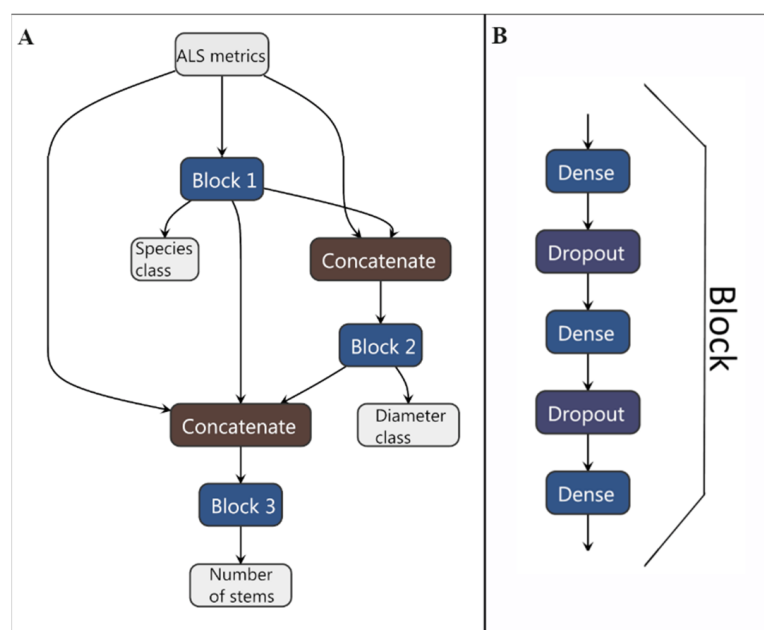 A
ALS metrics
Block 1
Species
class
Concatenate
Block 2
Diameter
class
Concatenate
Block 3
Number
of stems
B
Dense
Dropout
Dense
Dropout
Dense
Block